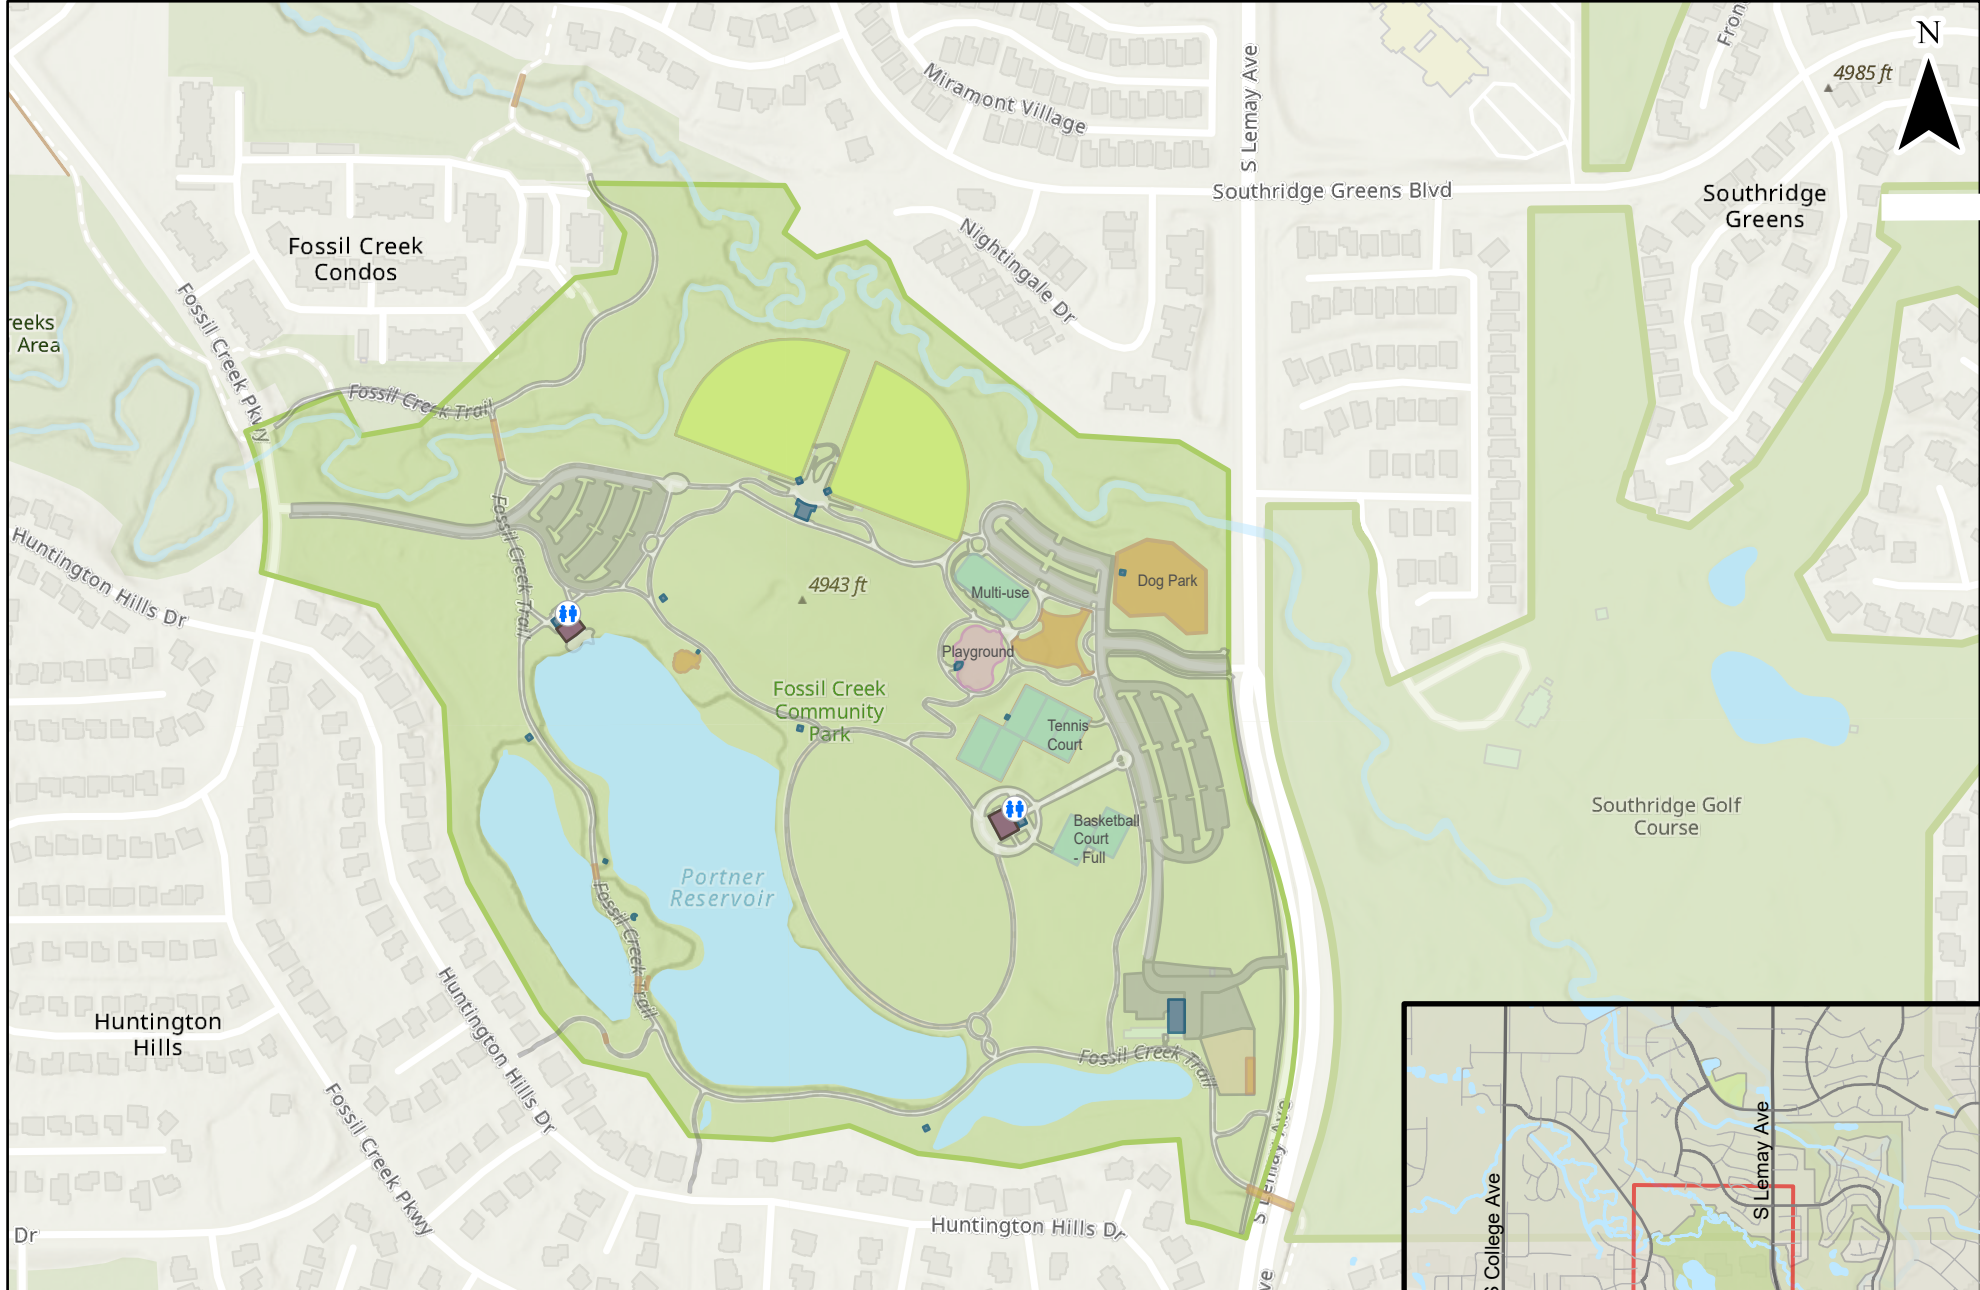 N
Fron
4985 ft
S Lemay Ave
Miramont Village
Southridge Greens Blvd
Southridge
Greens
Fossil Creek
Condos
Nightingale Dr
Fossil Creek Pkwy
reeks
Area
Fossil Creek Trail
Fossil Creek Trail
Huntington Hills Dr
4943 ft
Multi-use
Dog Park
Playground
Fossil Creek
Community
Park
Tennis
Court
Basketball
Court
- Full
Southridge Golf
Course
Portner
Reservoir
Fossil Creek Trail
Huntington
Hills
Huntington Hills Dr
Fossil Creek Trail
Fossil Creek Pkwy
S Lemay Ave
Huntington Hills Dr
Dr
ve
S Lemay Ave
S College Ave